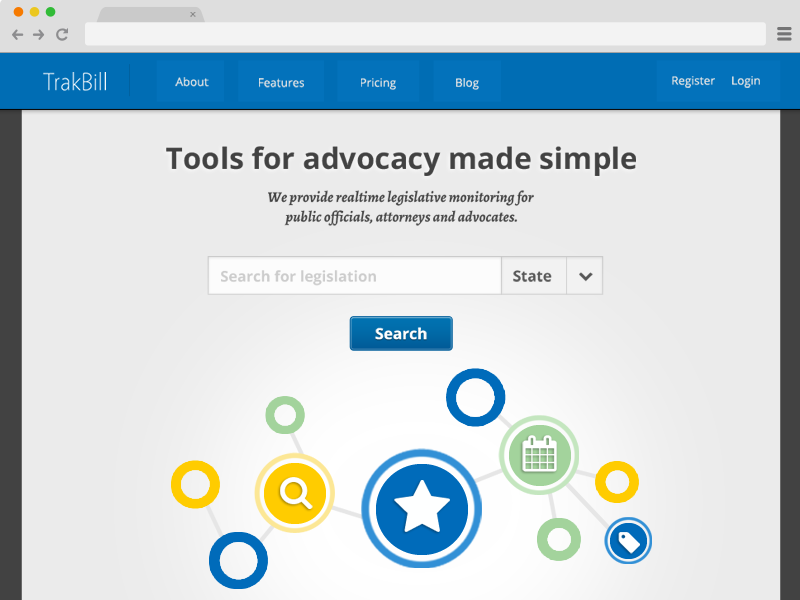 TrakBill
About
Features
Pricing
Blog
Register
Login
Tools for advocacy made simple
We provide realtime legislative monitoring for
public officials, attorneys and advocates.
Search for legislation
State
Search